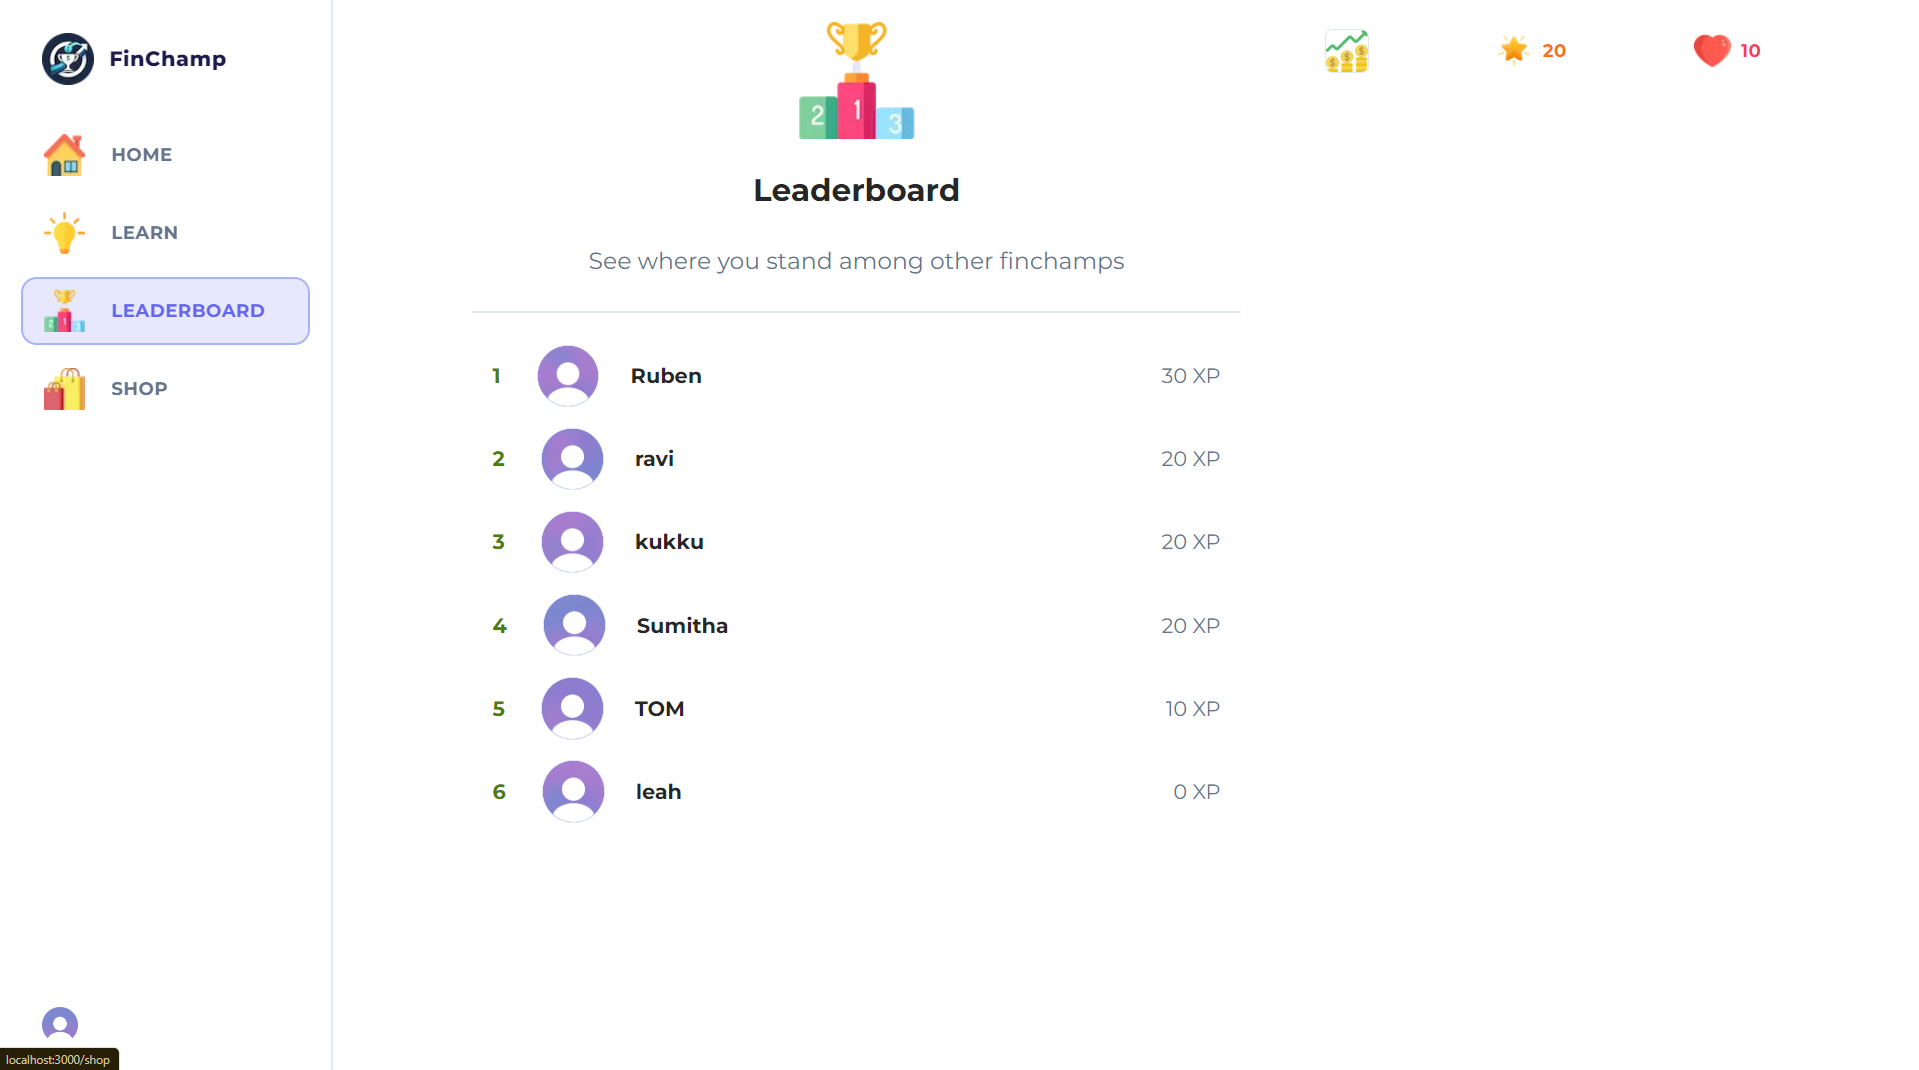 FinChamp
HOME
LEARN
LEADERBOARD
SHOP
localhost:3000/shop
2 1 3
Leaderboard
See where you stand among other finchamps
1 Ruben 30 XP
2 ravi 20 XP
3 kukku 20 XP
4 Sumitha 20 XP
5 TOM 10 XP
6 leah 0 XP
20
10